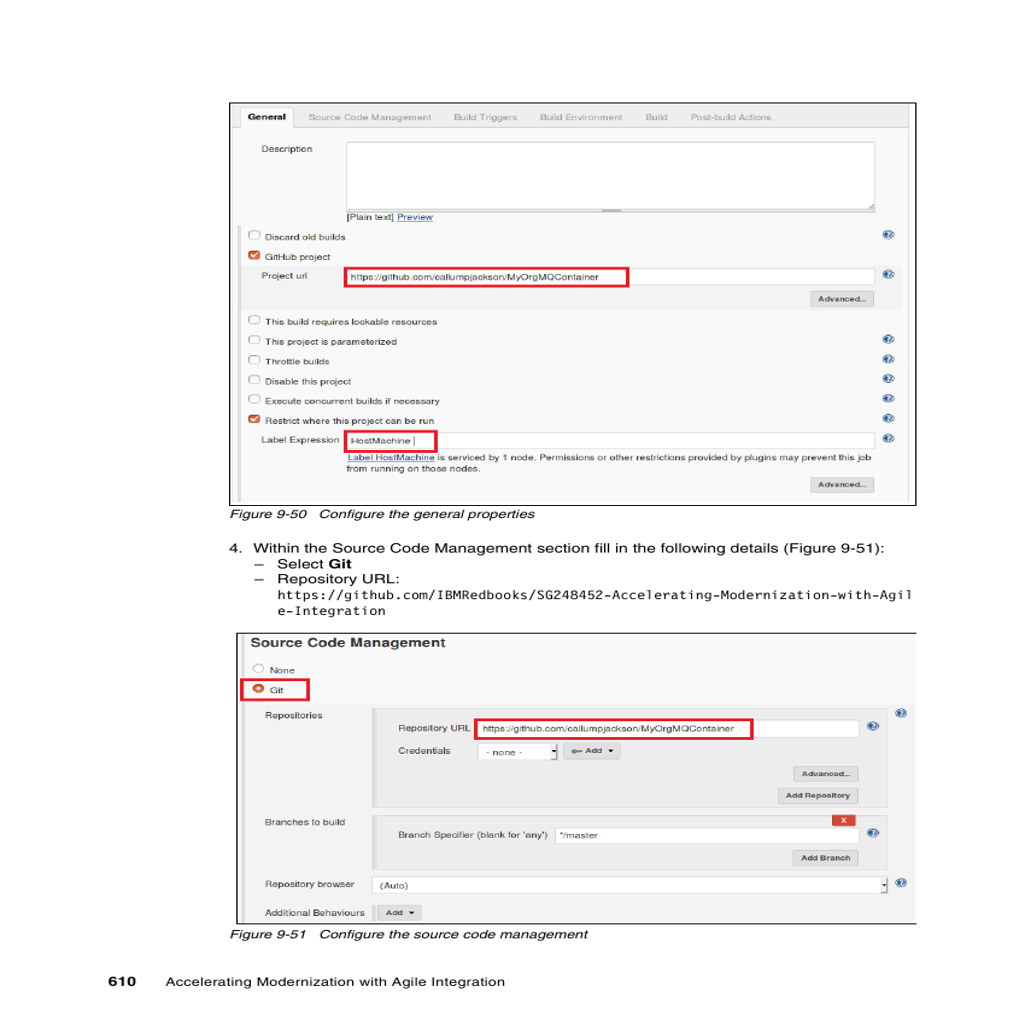 General Source Code Management Build Triggers Build Environment Build Post-build Actions
Description
[Plain text] Preview
Discard old builds
GitHub project
Project url https://github.com/callumpjackson/MyOrgMQContainer
Advanced...
This build requires lockable resources
This project is parameterized
Throttle builds
Disable this project
Execute concurrent builds if necessary
Restrict where this project can be run
Label Expression HostMachine
Label HostMachine is serviced by 1 node. Permissions or other restrictions provided by plugins may prevent this job
from running on those nodes.
Advanced...
Figure 9-50 Configure the general properties
4. Within the Source Code Management section fill in the following details (Figure 9-51):
– Select Git
– Repository URL:
https://github.com/IBMRedbooks/SG248452-Accelerating-Modernization-with-Agil
e-Integration
Source Code Management
None
Git
Repositories
Repository URL https://github.com/callumpjackson/MyOrgMQContainer
Credentials - none - Add
Advanced...
Add Repository
Branches to build
X
Branch Specifier (blank for 'any') */master
Add Branch
Repository browser (Auto)
Additional Behaviours Add
Figure 9-51 Configure the source code management
610 Accelerating Modernization with Agile Integration